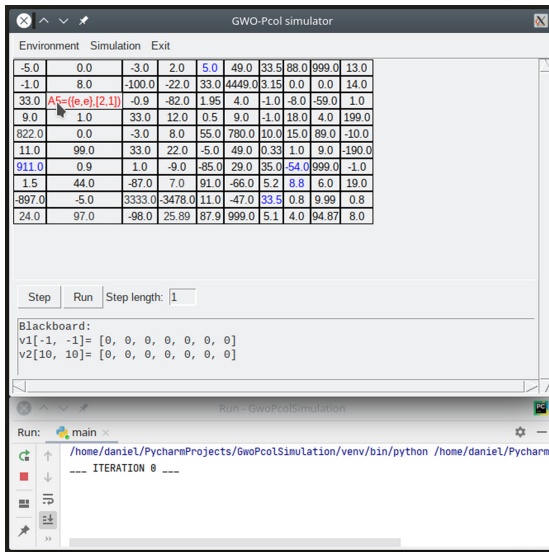 GWO-Pcol simulator
Environment Simulation Exit
-5.0 0.0 -3.0 2.0 5.0 49.0 33.5 88.0 999.0 13.0
-1.0 8.0 -100.0 -22.0 33.0 4449.0 3.15 0.0 0.0 14.0
33.0 A5=({e,e},[2,1]) -0.9 -82.0 1.95 4.0 -1.0 -8.0 -59.0 1.0
9.0 1.0 33.0 12.0 0.5 9.0 -1.0 18.0 4.0 199.0
822.0 0.0 -3.0 8.0 55.0 780.0 10.0 15.0 89.0 -10.0
11.0 99.0 33.0 22.0 -5.0 49.0 0.33 1.0 9.0 -190.0
911.0 0.9 1.0 -9.0 -85.0 29.0 35.0 -54.0 999.0 -1.0
1.5 44.0 -87.0 7.0 91.0 -66.0 5.2 8.8 6.0 19.0
-897.0 -5.0 3333.0 -3478.0 11.0 -47.0 33.5 0.8 9.99 0.8
24.0 97.0 -98.0 25.89 87.9 999.0 5.1 4.0 94.87 8.0
Step Run Step length: 1
Blackboard:
v1[-1, -1]= [0, 0, 0, 0, 0, 0, 0]
v2[10, 10]= [0, 0, 0, 0, 0, 0, 0]
Run - GwoPcolSimulation
PC
Run: main
/home/daniel/PycharmProjects/GwoPcolSimulation/venv/bin/python /home/daniel/Pycharm
___ ITERATION 0 ___